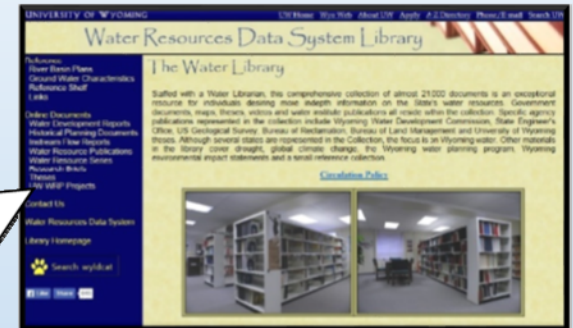 UNIVERSITY OF WYOMING
UW Home Wyo Web About UW Apply A-Z Directory Phone/E-mail Search UW
Water Resources Data System Library
References
River Basin Plans
Ground Water Characteristics
Reference Shelf
Links
Online Documents
Water Development Reports
Historical Planning Documents
Instream Flow Reports
Water Resource Publications
Water Resource Series
Research Briefs
Theses
UW WRP Projects
Contact Us
Water Resources Data System
Library Homepage
Search wyldcat
Like Share
The Water Library
Staffed with a Water Librarian, this comprehensive collection of almost 21000 documents is an exceptional
resource for individuals desiring more indepth information on the State's water resources. Government
documents, maps, theses, videos and water institute publications all reside within the collection. Specific agency
publications represented in the collection include Wyoming Water Development Commission, State Engineer's
Office, US Geological Survey, Bureau of Reclamation, Bureau of Land Management and University of Wyoming
theses. Although several states are represented in the Collection, the focus is on Wyoming water. Other materials
in the library cover drought, global climate change, the Wyoming water planning program, Wyoming
environmental impact statements and a small reference collection.
Circulation Policy